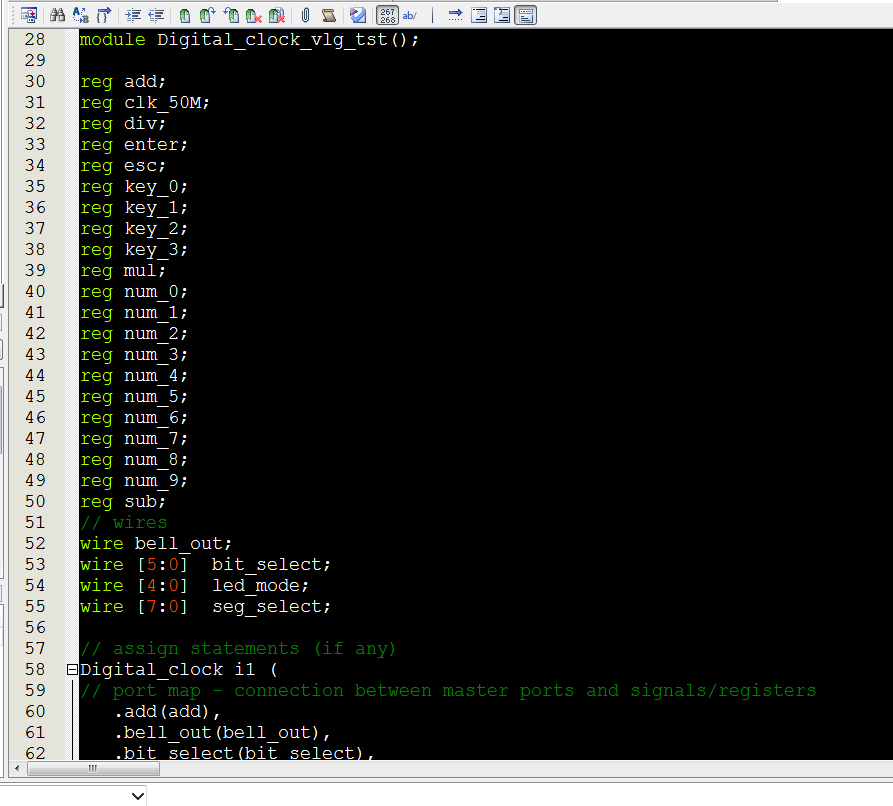 267
268
ab/
28 module Digital_clock_vlg_tst();
29
30 reg add;
31 reg clk_50M;
32 reg div;
33 reg enter;
34 reg esc;
35 reg key_0;
36 reg key_1;
37 reg key_2;
38 reg key_3;
39 reg mul;
40 reg num_0;
41 reg num_1;
42 reg num_2;
43 reg num_3;
44 reg num_4;
45 reg num_5;
46 reg num_6;
47 reg num_7;
48 reg num_8;
49 reg num_9;
50 reg sub;
51 // wires
52 wire bell_out;
53 wire [5:0]  bit_select;
54 wire [4:0]  led_mode;
55 wire [7:0]  seg_select;
56
57 // assign statements (if any)
58 Digital_clock i1 (
59 // port map - connection between master ports and signals/registers
60 .add(add),
61 .bell_out(bell_out),
62 .bit_select(bit_select),